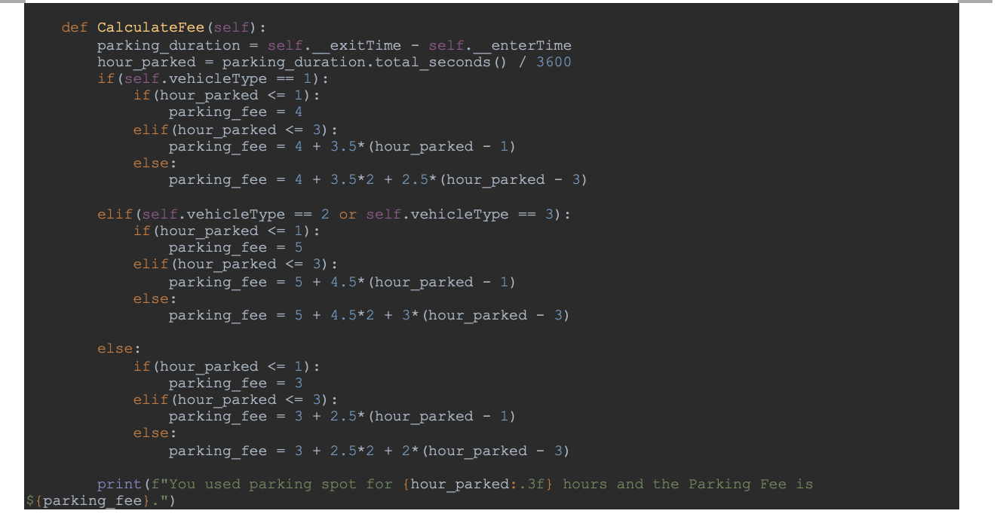 def CalculateFee(self):
    parking_duration = self.__exitTime - self.__enterTime
    hour_parked = parking_duration.total_seconds() / 3600
    if(self.vehicleType == 1):
        if(hour_parked <= 1):
            parking_fee = 4
        elif(hour_parked <= 3):
            parking_fee = 4 + 3.5*(hour_parked - 1)
        else:
            parking_fee = 4 + 3.5*2 + 2.5*(hour_parked - 3)

    elif(self.vehicleType == 2 or self.vehicleType == 3):
        if(hour_parked <= 1):
            parking_fee = 5
        elif(hour_parked <= 3):
            parking_fee = 5 + 4.5*(hour_parked - 1)
        else:
            parking_fee = 5 + 4.5*2 + 3*(hour_parked - 3)

    else:
        if(hour_parked <= 1):
            parking_fee = 3
        elif(hour_parked <= 3):
            parking_fee = 3 + 2.5*(hour_parked - 1)
        else:
            parking_fee = 3 + 2.5*2 + 2*(hour_parked - 3)

    print(f"You used parking spot for {hour_parked:.3f} hours and the Parking Fee is
${parking_fee}.")